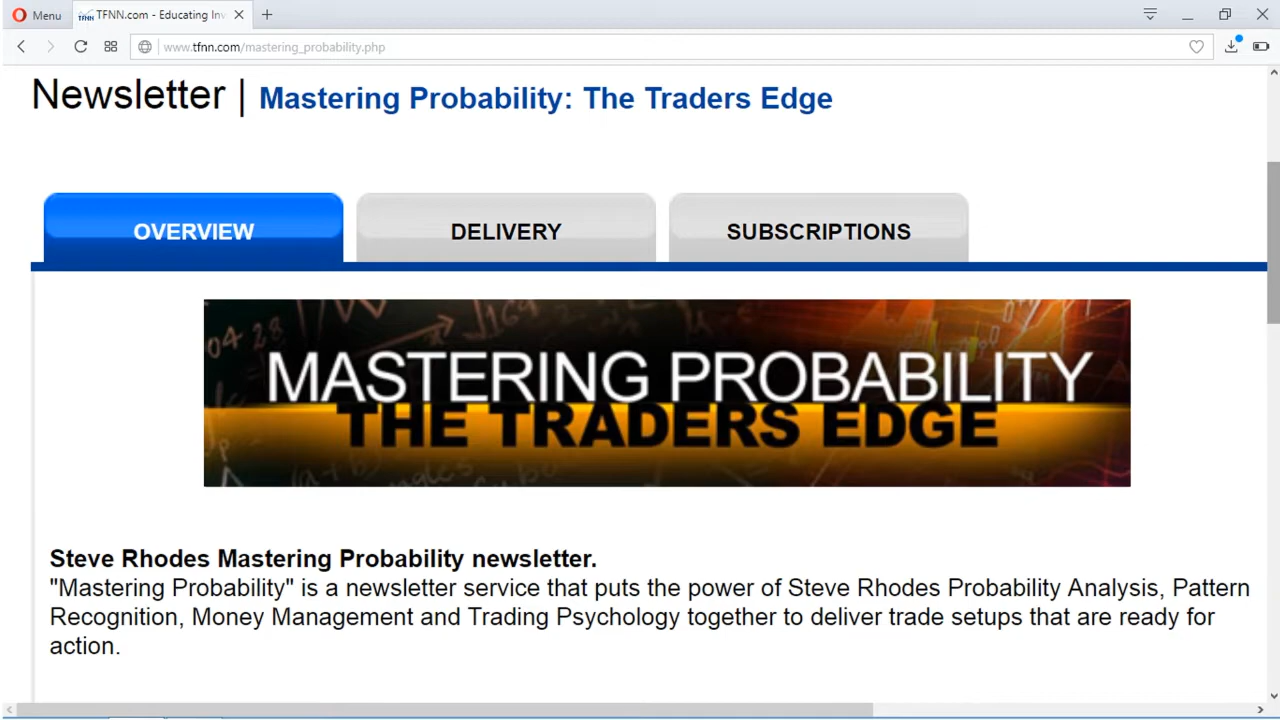 Menu
TFNN.com - Educating Inv
www.tfnn.com/mastering_probability.php
Newsletter | Mastering Probability: The Traders Edge
OVERVIEW
DELIVERY
SUBSCRIPTIONS
MASTERING PROBABILITY
THE TRADERS EDGE
Steve Rhodes Mastering Probability newsletter.
"Mastering Probability" is a newsletter service that puts the power of Steve Rhodes Probability Analysis, Pattern
Recognition, Money Management and Trading Psychology together to deliver trade setups that are ready for
action.